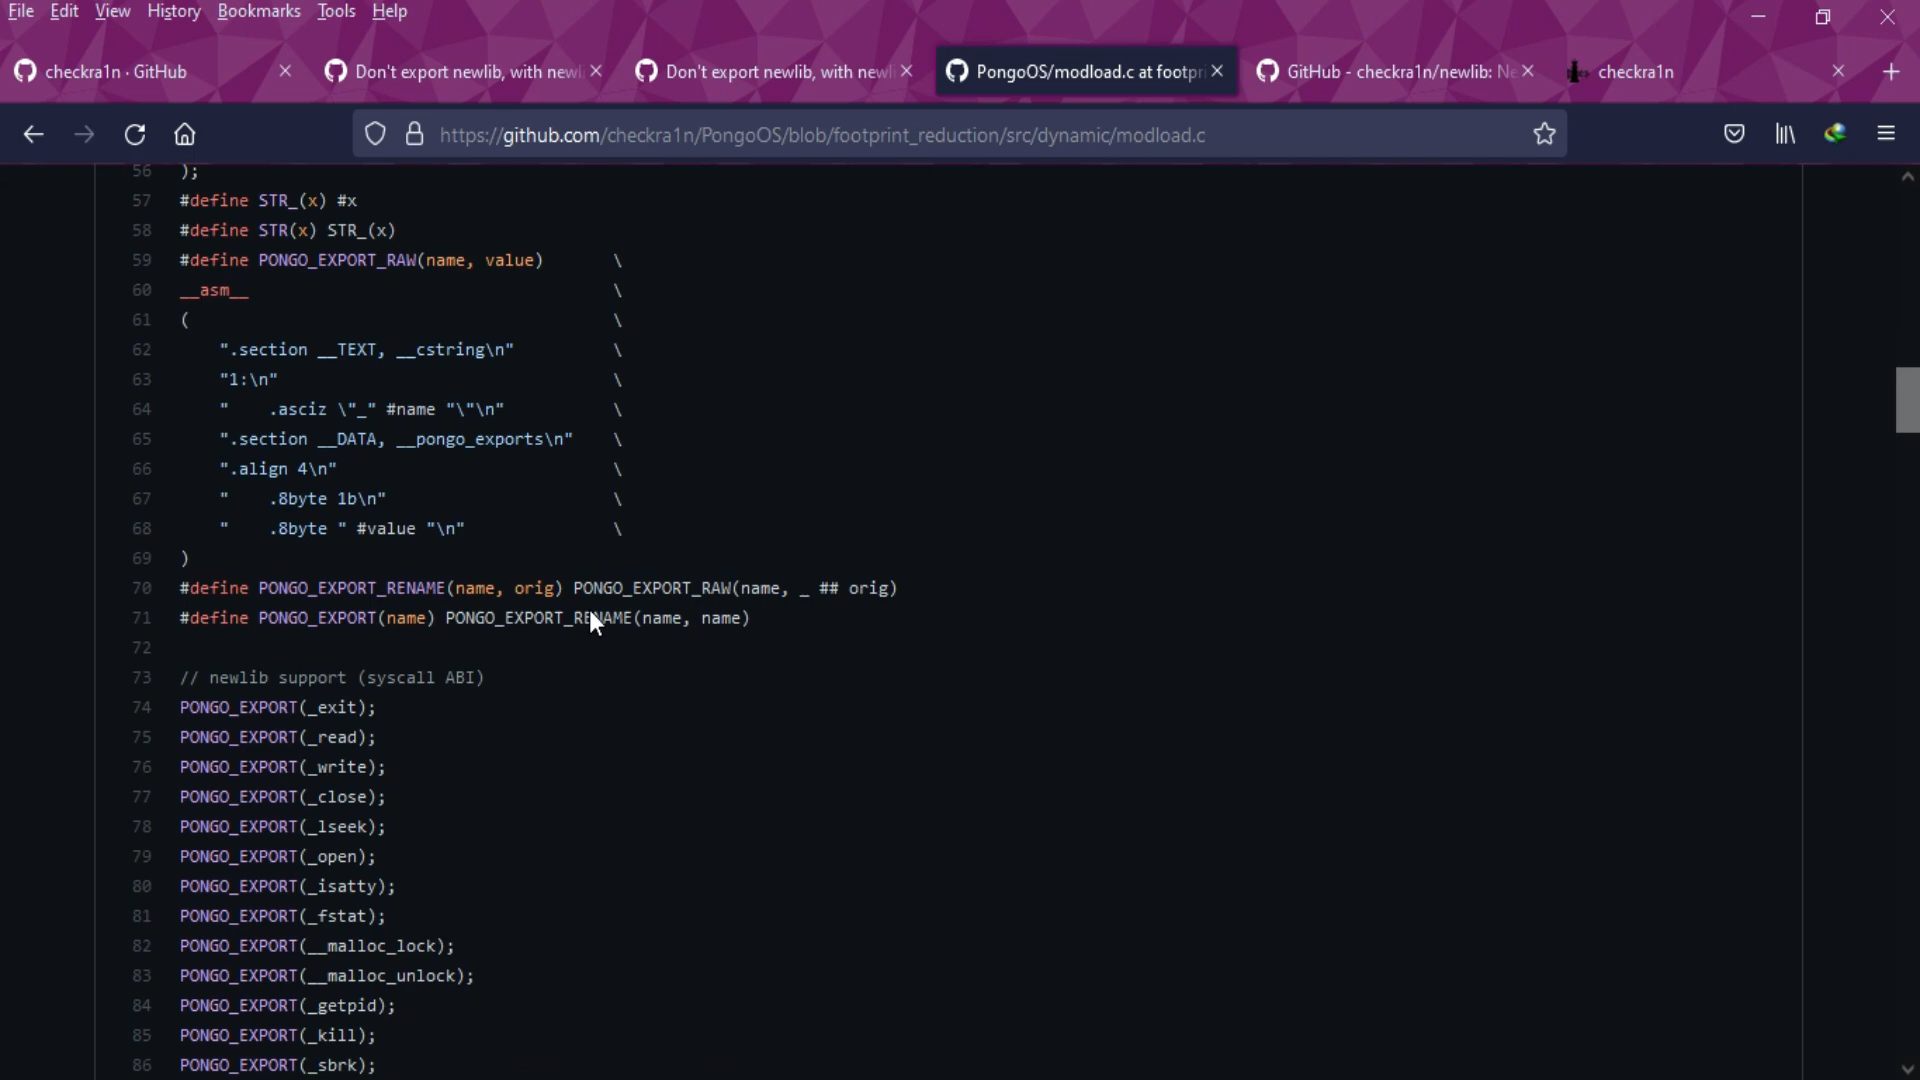 File Edit View History Bookmarks Tools Help
checkra1n · GitHub
Don't export newlib, with newl
Don't export newlib, with newl
PongoOS/modload.c at footpr
GitHub - checkra1n/newlib: Ne
checkra1n
https://github.com/checkra1n/PongoOS/blob/footprint_reduction/src/dynamic/modload.c
56 );
57 #define STR_(x) #x
58 #define STR(x) STR_(x)
59 #define PONGO_EXPORT_RAW(name, value) \
60 __asm__ \
61 ( \
62 ".section __TEXT, __cstring\n" \
63 "1:\n" \
64 " .asciz \"_" #name "\"\n" \
65 ".section __DATA, __pongo_exports\n" \
66 ".align 4\n" \
67 " .8byte 1b\n" \
68 " .8byte " #value "\n" \
69 )
70 #define PONGO_EXPORT_RENAME(name, orig) PONGO_EXPORT_RAW(name, _ ## orig)
71 #define PONGO_EXPORT(name) PONGO_EXPORT_RENAME(name, name)
72
73 // newlib support (syscall ABI)
74 PONGO_EXPORT(_exit);
75 PONGO_EXPORT(_read);
76 PONGO_EXPORT(_write);
77 PONGO_EXPORT(_close);
78 PONGO_EXPORT(_lseek);
79 PONGO_EXPORT(_open);
80 PONGO_EXPORT(_isatty);
81 PONGO_EXPORT(_fstat);
82 PONGO_EXPORT(__malloc_lock);
83 PONGO_EXPORT(__malloc_unlock);
84 PONGO_EXPORT(_getpid);
85 PONGO_EXPORT(_kill);
86 PONGO_EXPORT(_sbrk);